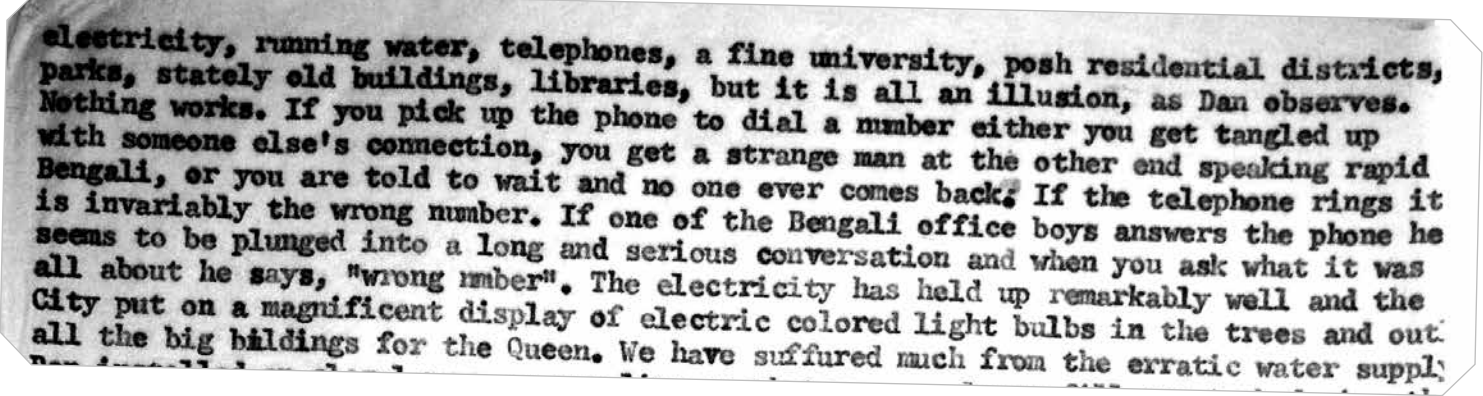 electricity, running water, telephones, a fine university, posh residential districts,
parks, stately old buildings, libraries, but it is all an illusion, as Dan observes.
Nothing works. If you pick up the phone to dial a number either you get tangled up
with someone else's connection, you get a strange man at the other end speaking rapid
Bengali, or you are told to wait and no one ever comes back. If the telephone rings it
is invariably the wrong number. If one of the Bengali office boys answers the phone he
seems to be plunged into a long and serious conversation and when you ask what it was
all about he says, "wrong nmber". The electricity has held up remarkably well and the
City put on a magnificent display of electric colored light bulbs in the trees and out
all the big bildings for the Queen. We have suffured much from the erratic water supply